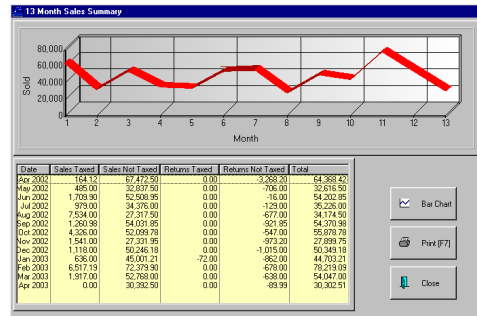 13 Month Sales Summary
80,000
60,000
40,000
20,000
0
Sold
1 2 3 4 5 6 7 8 9 10 11 12 13
Month
Date Sales Taxed Sales Not Taxed Returns Taxed Returns Not Taxed Total
Apr 2002 164.12 67,472.50 0.00 -3,268.20 64,368.42
May 2002 485.00 32,837.50 0.00 -706.00 32,616.50
Jun 2002 1,709.90 52,508.95 0.00 -16.00 54,202.85
Jul 2002 979.00 34,376.00 0.00 -129.00 35,226.00
Aug 2002 7,534.00 27,317.50 0.00 -677.00 34,174.50
Sep 2002 1,260.98 54,031.85 0.00 -921.85 54,370.98
Oct 2002 4,326.00 52,099.78 0.00 -547.00 55,878.78
Nov 2002 1,541.00 27,331.95 0.00 -973.20 27,899.75
Dec 2002 1,118.00 50,246.18 0.00 -1,015.00 50,349.18
Jan 2003 636.00 45,001.21 -72.00 -862.00 44,703.21
Feb 2003 6,517.19 72,379.90 0.00 -678.00 78,219.09
Mar 2003 1,917.00 52,768.00 0.00 -638.00 54,047.00
Apr 2003 0.00 30,392.50 0.00 -89.99 30,302.51
Bar Chart
Print [F7]
Close